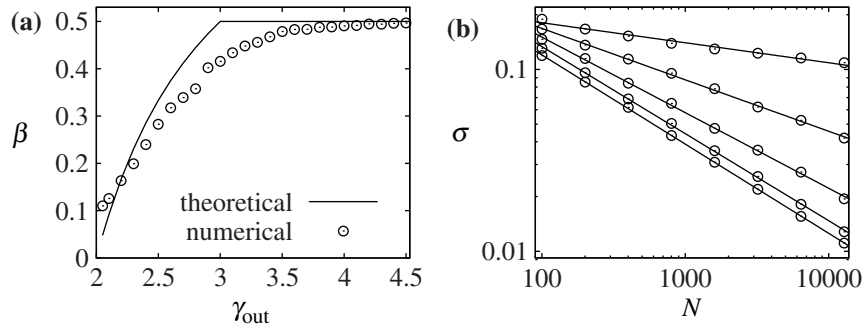 (a)
0.5
0.4
0.3
0.2
0.1
0
β
theoretical
numerical
2 2.5 3 3.5 4 4.5
γout
(b)
0.1
0.01
σ
100 1000 10000
N